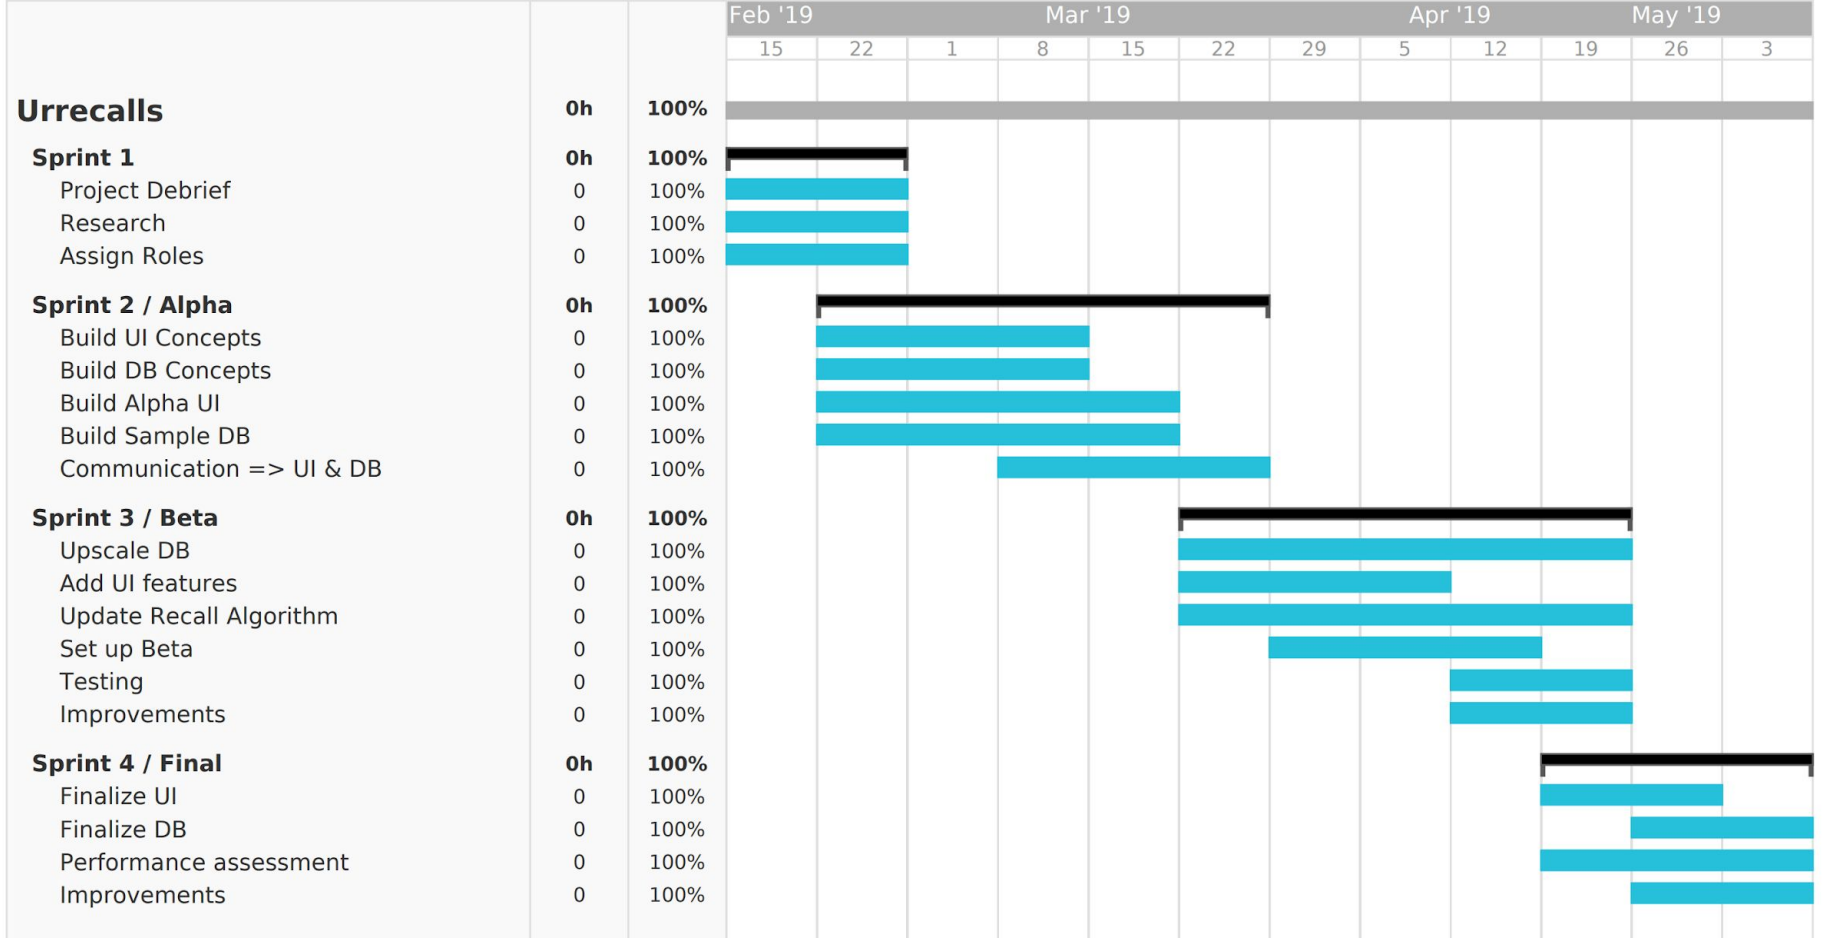 Feb '19 Mar '19 Apr '19 May '19
15 22 1 8 15 22 29 5 12 19 26 3
Urrecalls 0h 100%
Sprint 1 0h 100%
Project Debrief 0 100%
Research 0 100%
Assign Roles 0 100%
Sprint 2 / Alpha 0h 100%
Build UI Concepts 0 100%
Build DB Concepts 0 100%
Build Alpha UI 0 100%
Build Sample DB 0 100%
Communication => UI & DB 0 100%
Sprint 3 / Beta 0h 100%
Upscale DB 0 100%
Add UI features 0 100%
Update Recall Algorithm 0 100%
Set up Beta 0 100%
Testing 0 100%
Improvements 0 100%
Sprint 4 / Final 0h 100%
Finalize UI 0 100%
Finalize DB 0 100%
Performance assessment 0 100%
Improvements 0 100%